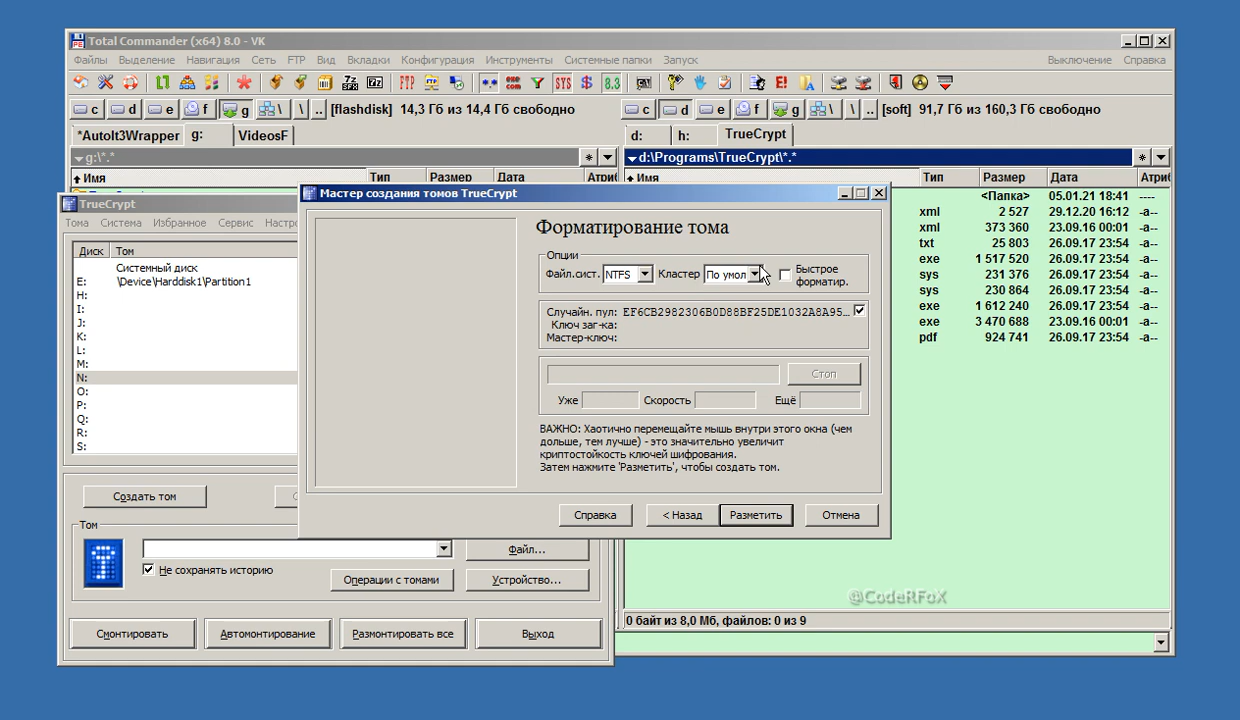 Total Commander (x64) 8.0 - VK
Файлы Выделение Навигация Сеть FTP Вид Вкладки Конфигурация Инструменты Системные папки Запуск Выключение Справка
c d e f g \ .. [flashdisk] 14,3 Гб из 14,4 Гб свободно
c d e f g \ .. [soft] 91,7 Гб из 160,3 Гб свободно
*AutoIt3Wrapper g: VideosF
d: h: TrueCrypt
g:\*.* * 
d:\Programs\TrueCrypt\*.* *
Имя Тип Размер Дата
Имя Тип Размер Дата
<Папка> 05.01.21 18:41 ----
xml 2 527 29.12.20 16:12 -a--
xml 373 360 23.09.16 00:01 -a--
txt 25 803 26.09.17 23:54 -a--
exe 1 517 520 26.09.17 23:54 -a--
sys 231 376 26.09.17 23:54 -a--
sys 230 864 26.09.17 23:54 -a--
exe 1 612 240 26.09.17 23:54 -a--
exe 3 470 688 23.09.16 00:01 -a--
pdf 924 741 26.09.17 23:54 -a--
TrueCrypt
Тома Система Избранное Сервис
Диск Том
Системный диск
E: \Device\Harddisk1\Partition1
H:
I:
J:
K:
L:
M:
N:
O:
P:
Q:
R:
S:
Создать том
Том
Файл...
Не сохранять историю
Операции с томами Устройство...
Смонтировать Автомонтирование Размонтировать все Выход
Мастер создания томов TrueCrypt
Форматирование тома
Опции
Файл.сист. NTFS Кластер По умол Быстрое
форматир.
Случайн. пул: EF6CB2982306B0D88BF25DE1032A8A95...
Ключ заг-ка:
Мастер-ключ:
Стоп
Уже Скорость Ещё
ВАЖНО: Хаотично перемещайте мышь внутри этого окна (чем
дольше, тем лучше) - это значительно увеличит
криптостойкость ключей шифрования.
Затем нажмите 'Разметить', чтобы создать том.
Справка < Назад Разметить Отмена
@CodeRFoX
0 байт из 8,0 Мб, файлов: 0 из 9